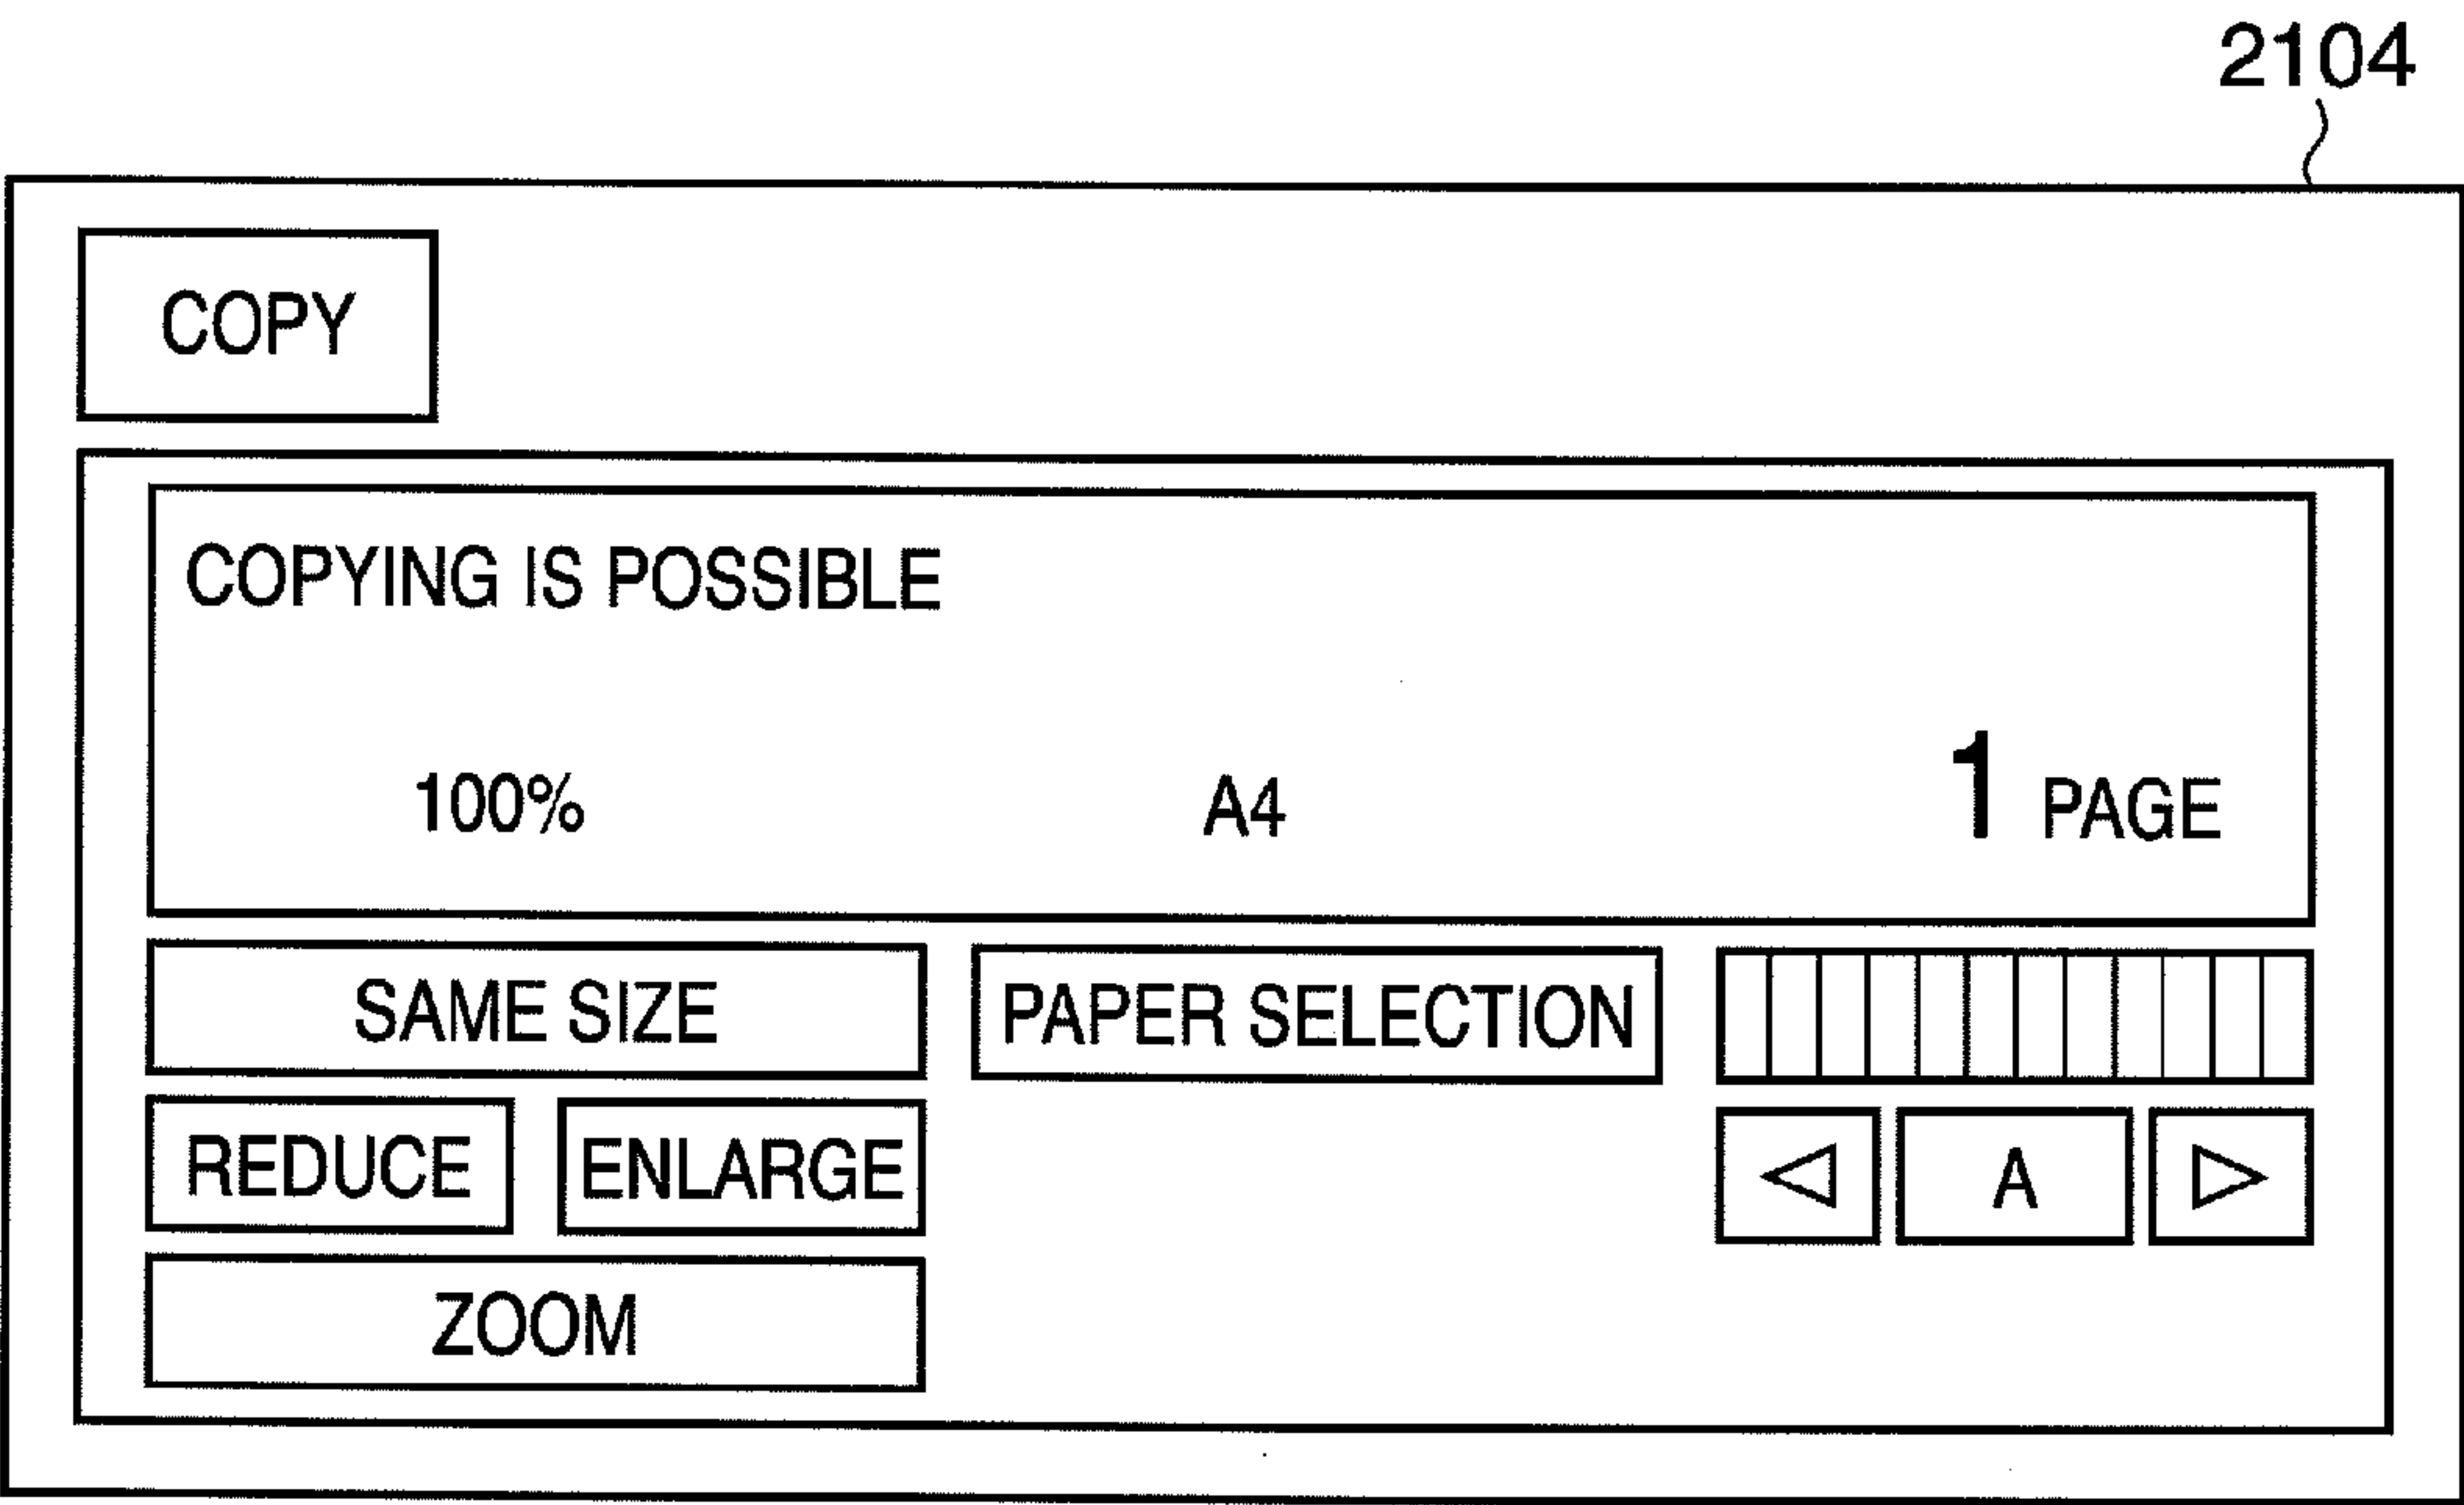 2104
COPY
COPYING IS POSSIBLE
100% A4 1 PAGE
SAME SIZE PAPER SELECTION
REDUCE ENLARGE A
ZOOM